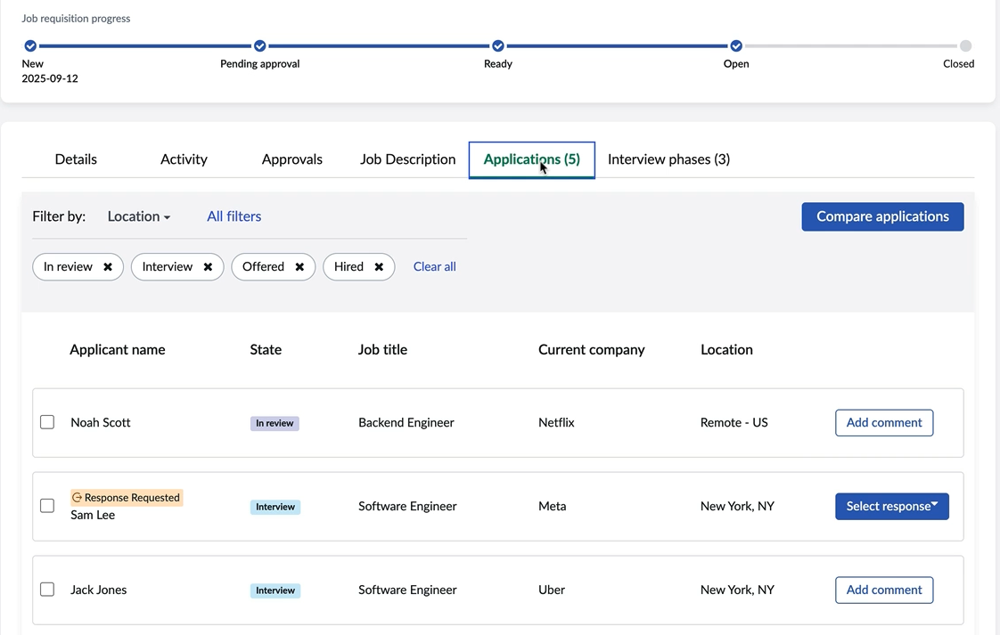 Job requisition progress
New Pending approval Ready Open Closed
2025-09-12
Details Activity Approvals Job Description Applications (5) Interview phases (3)
Filter by: Location All filters Compare applications
In review Interview Offered Hired Clear all
Applicant name State Job title Current company Location
Noah Scott In review Backend Engineer Netflix Remote - US Add comment
Response Requested
Sam Lee Interview Software Engineer Meta New York, NY Select response
Jack Jones Interview Software Engineer Uber New York, NY Add comment